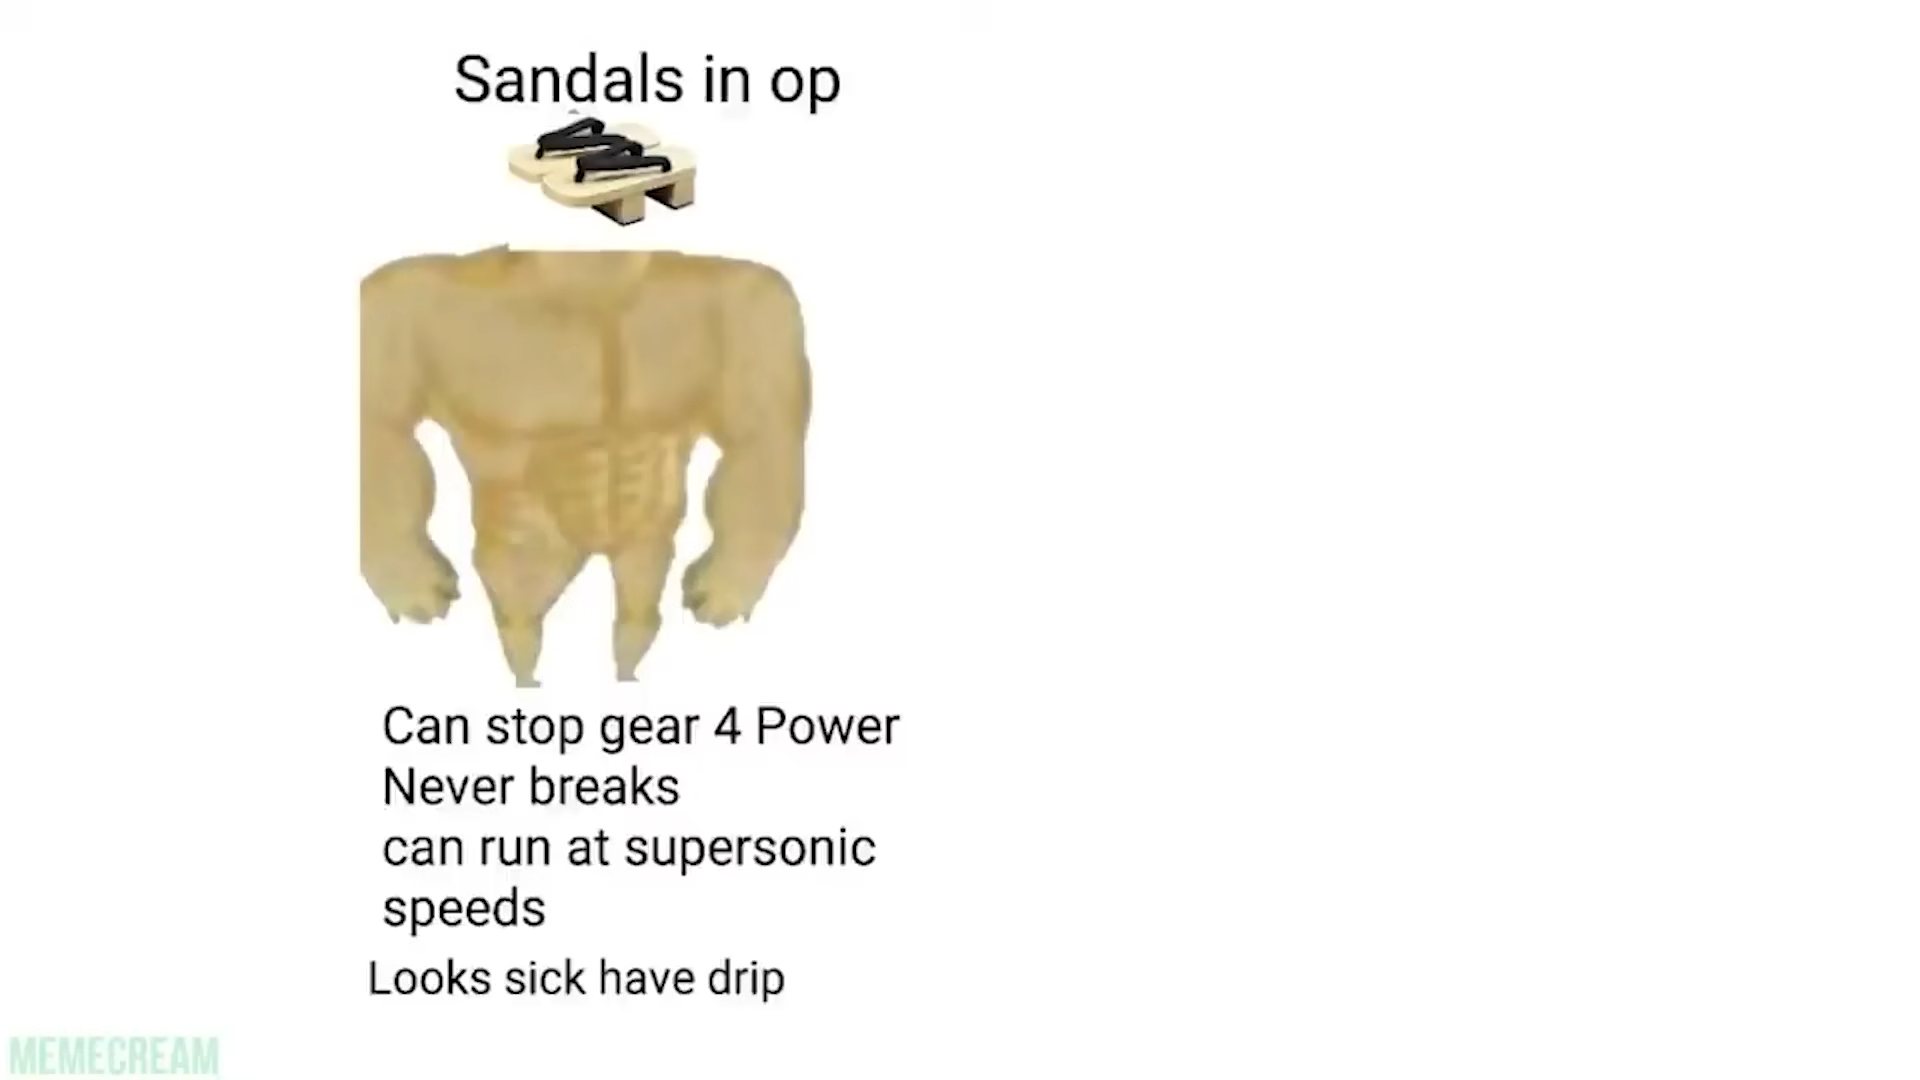 Sandals in op
Can stop gear 4 Power
Never breaks
can run at supersonic
speeds
Looks sick have drip
MEMECREAM